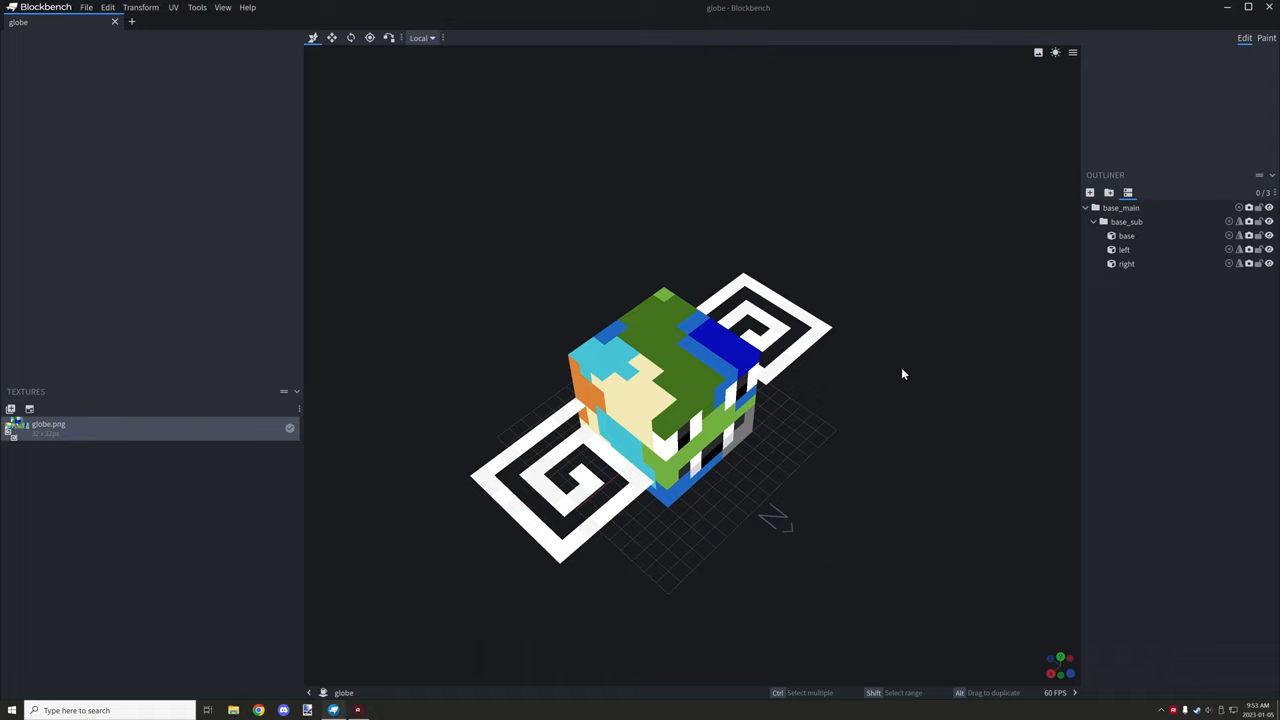 Blockbench File Edit Transform UV Tools View Help
globe - Blockbench
globe
Local
Edit Paint
OUTLINER
0 / 3
base_main
base_sub
base
left
right
TEXTURES
globe.png
32 x 32px
N
globe
Ctrl Select multiple Shift Select range Alt Drag to duplicate 60 FPS
Type here to search
9:53 AM
2023-01-05